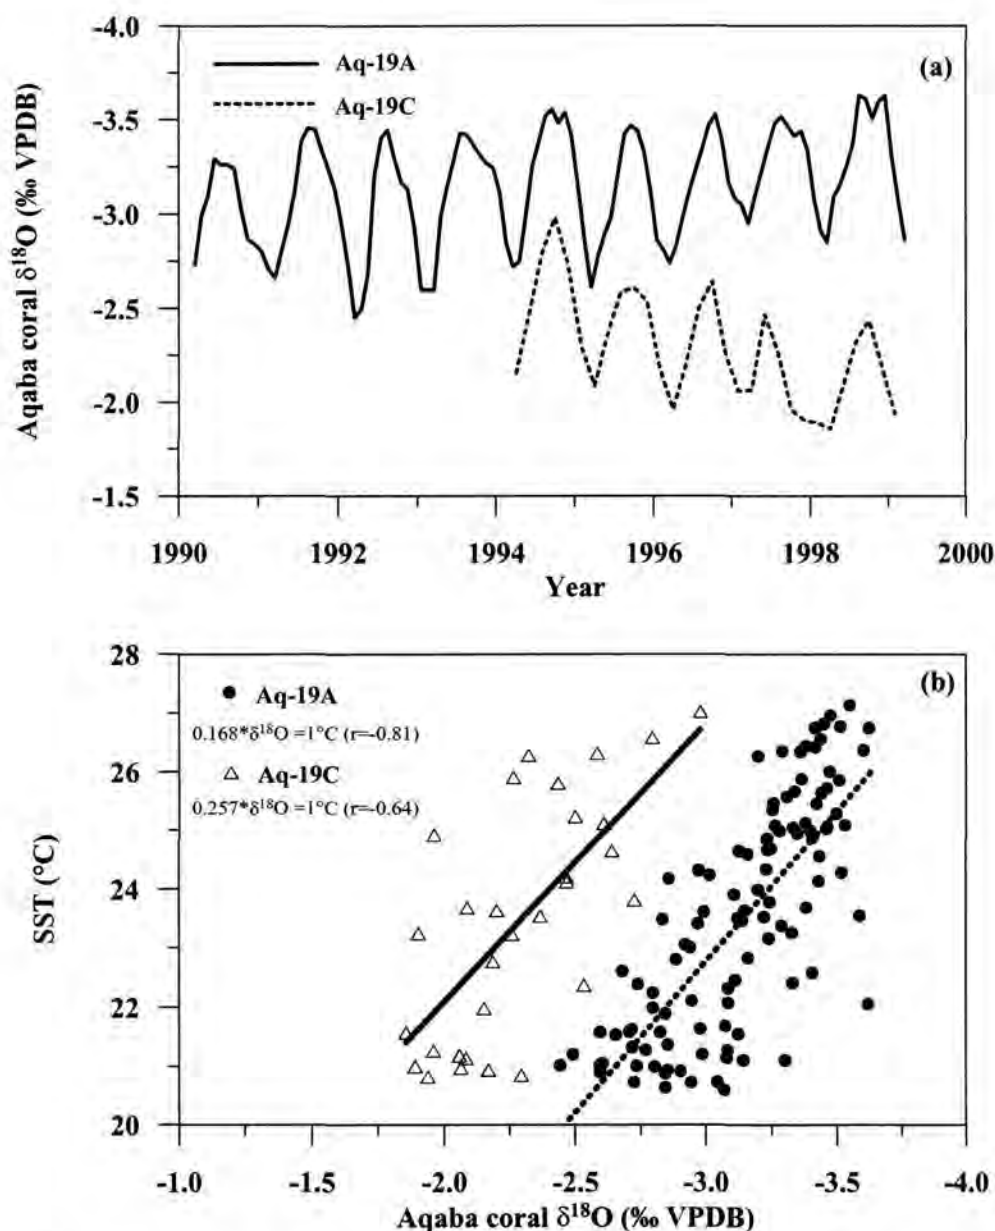 -4.0
Aq-19A
(a)
Aq-19C
-3.5
-3.0
-2.5
-2.0
-1.5
Aqaba coral δ¹⁸O (‰ VPDB)
1990 1992 1994 1996 1998 2000
Year
28
Aq-19A
(b)
0.168*δ¹⁸O =1°C (r=-0.81)
Aq-19C
26
0.257*δ¹⁸O =1°C (r=-0.64)
24
22
20
SST (°C)
-1.0 -1.5 -2.0 -2.5 -3.0 -3.5 -4.0
Aqaba coral δ¹⁸O (‰ VPDB)